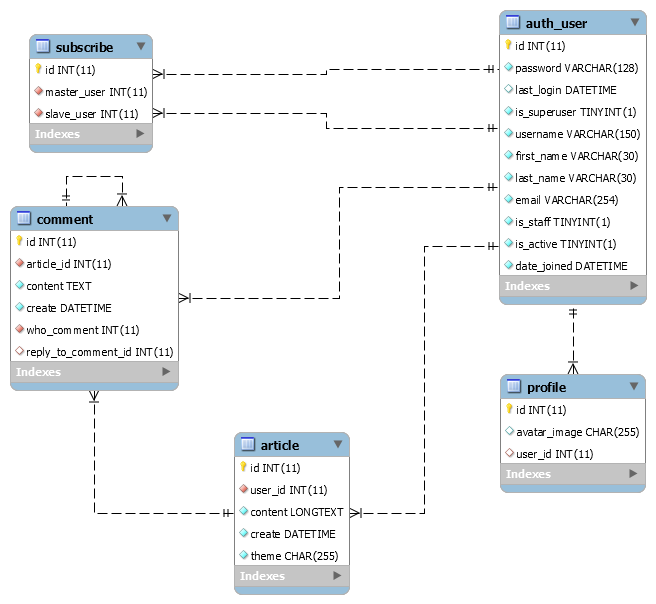 subscribe
id INT(11)
master_user INT(11)
slave_user INT(11)
Indexes
auth_user
id INT(11)
password VARCHAR(128)
last_login DATETIME
is_superuser TINYINT(1)
username VARCHAR(150)
first_name VARCHAR(30)
last_name VARCHAR(30)
email VARCHAR(254)
is_staff TINYINT(1)
is_active TINYINT(1)
date_joined DATETIME
Indexes
comment
id INT(11)
article_id INT(11)
content TEXT
create DATETIME
who_comment INT(11)
reply_to_comment_id INT(11)
Indexes
profile
id INT(11)
avatar_image CHAR(255)
user_id INT(11)
Indexes
article
id INT(11)
user_id INT(11)
content LONGTEXT
create DATETIME
theme CHAR(255)
Indexes